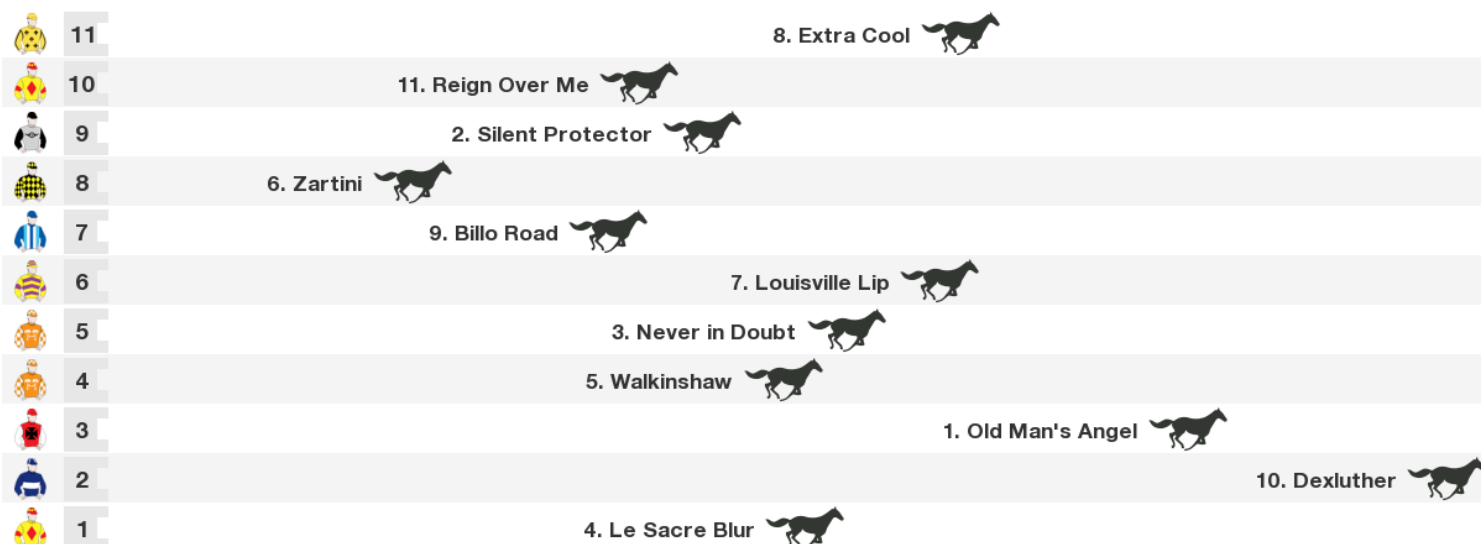 11 8. Extra Cool
10 11. Reign Over Me
9 2. Silent Protector
8 6. Zartini
7 9. Billo Road
6 7. Louisville Lip
5 3. Never in Doubt
4 5. Walkinshaw
3 1. Old Man's Angel
2 10. Dexluther
1 4. Le Sacre Blur